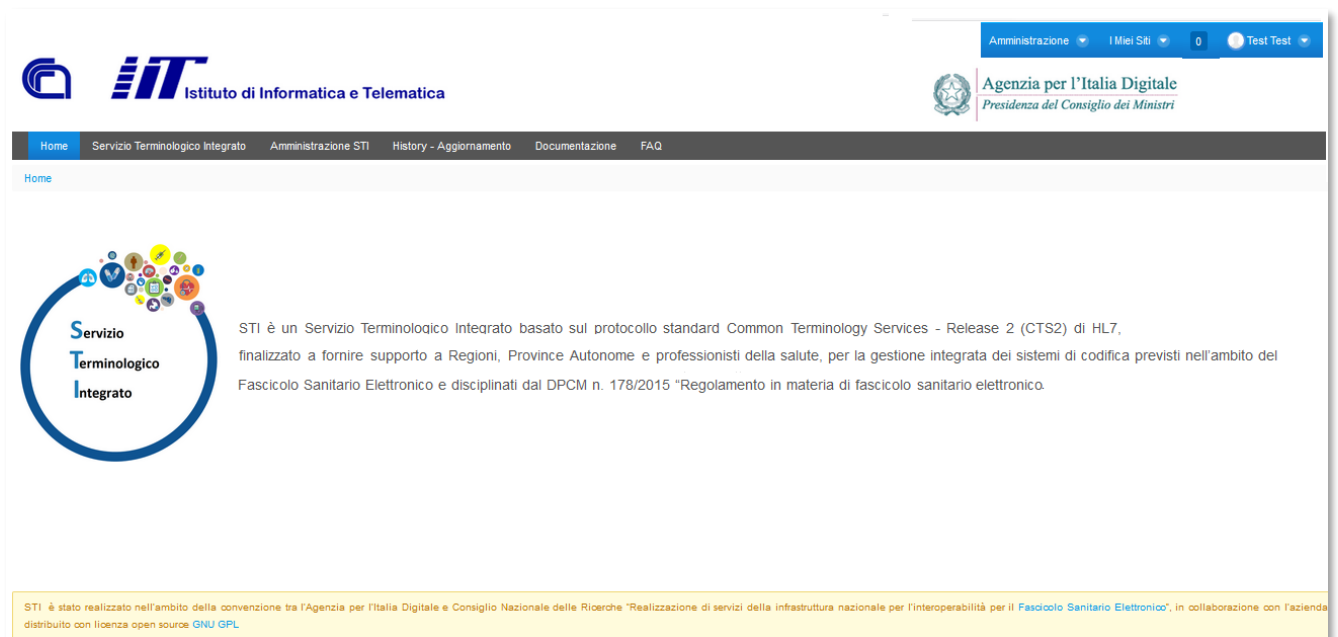 Amministrazione I Miei Siti 0 Test Test
IIT Istituto di Informatica e Telematica
Agenzia per l'Italia Digitale
Presidenza del Consiglio dei Ministri
Home Servizio Terminologico Integrato Amministrazione STI History - Aggiornamento Documentazione FAQ
Home
Servizio
Terminologico
Integrato
STI è un Servizio Terminologico Integrato basato sul protocollo standard Common Terminology Services - Release 2 (CTS2) di HL7,
finalizzato a fornire supporto a Regioni, Province Autonome e professionisti della salute, per la gestione integrata dei sistemi di codifica previsti nell'ambito del
Fascicolo Sanitario Elettronico e disciplinati dal DPCM n. 178/2015 “Regolamento in materia di fascicolo sanitario elettronico.
STI è stato realizzato nell'ambito della convenzione tra l'Agenzia per l'Italia Digitale e Consiglio Nazionale delle Ricerche "Realizzazione di servizi della infrastruttura nazionale per l'interoperabilità per il Fascicolo Sanitario Elettronico", in collaborazione con l'azienda
distribuito con licenza open source GNU GPL